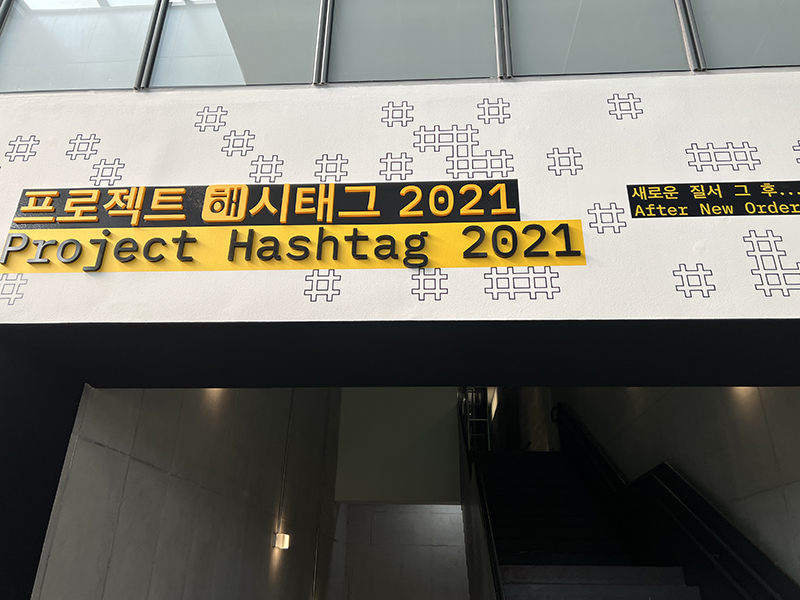 프로젝트 해시태그 2021
Project Hashtag 2021
새로운 질서 그 후...
After New Order